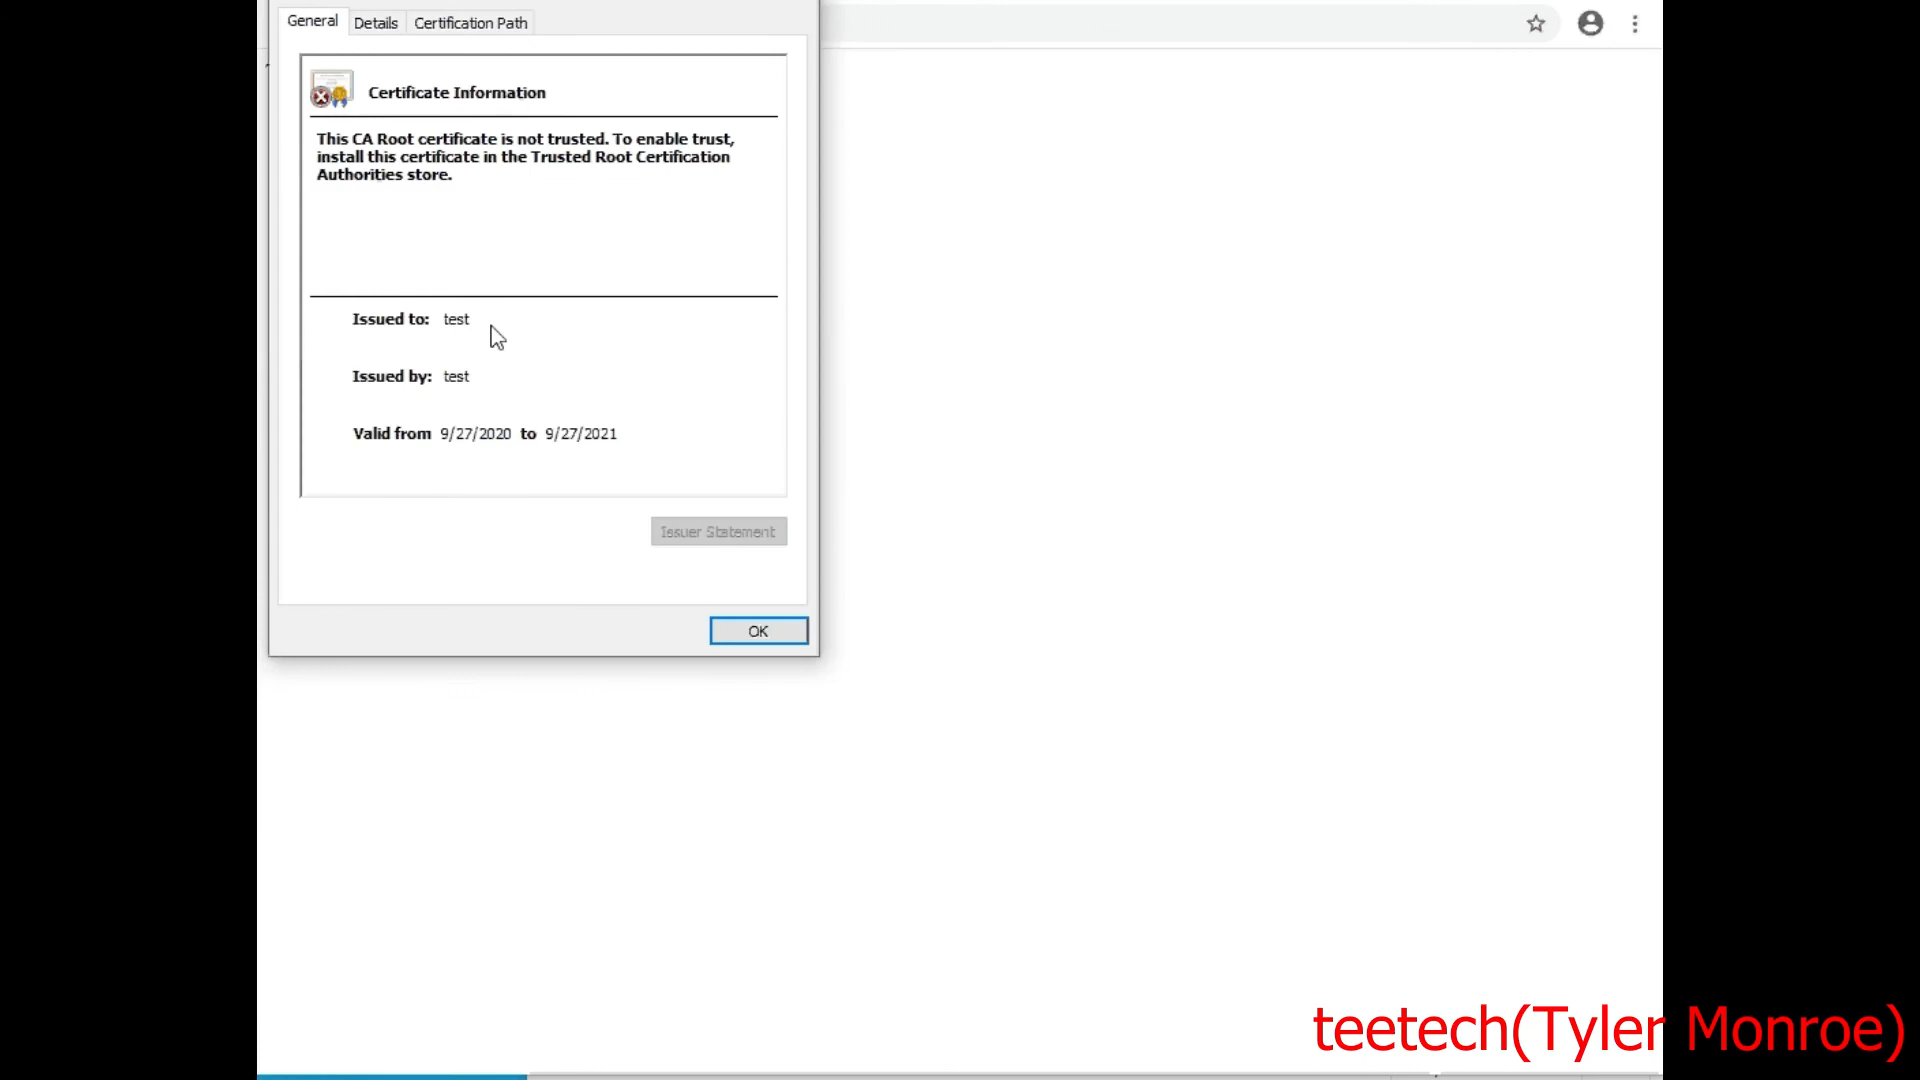 General Details Certification Path
Certificate Information
This CA Root certificate is not trusted. To enable trust,
install this certificate in the Trusted Root Certification
Authorities store.
Issued to: test
Issued by: test
Valid from 9/27/2020 to 9/27/2021
Issuer Statement
OK
teetech(Tyler Monroe)